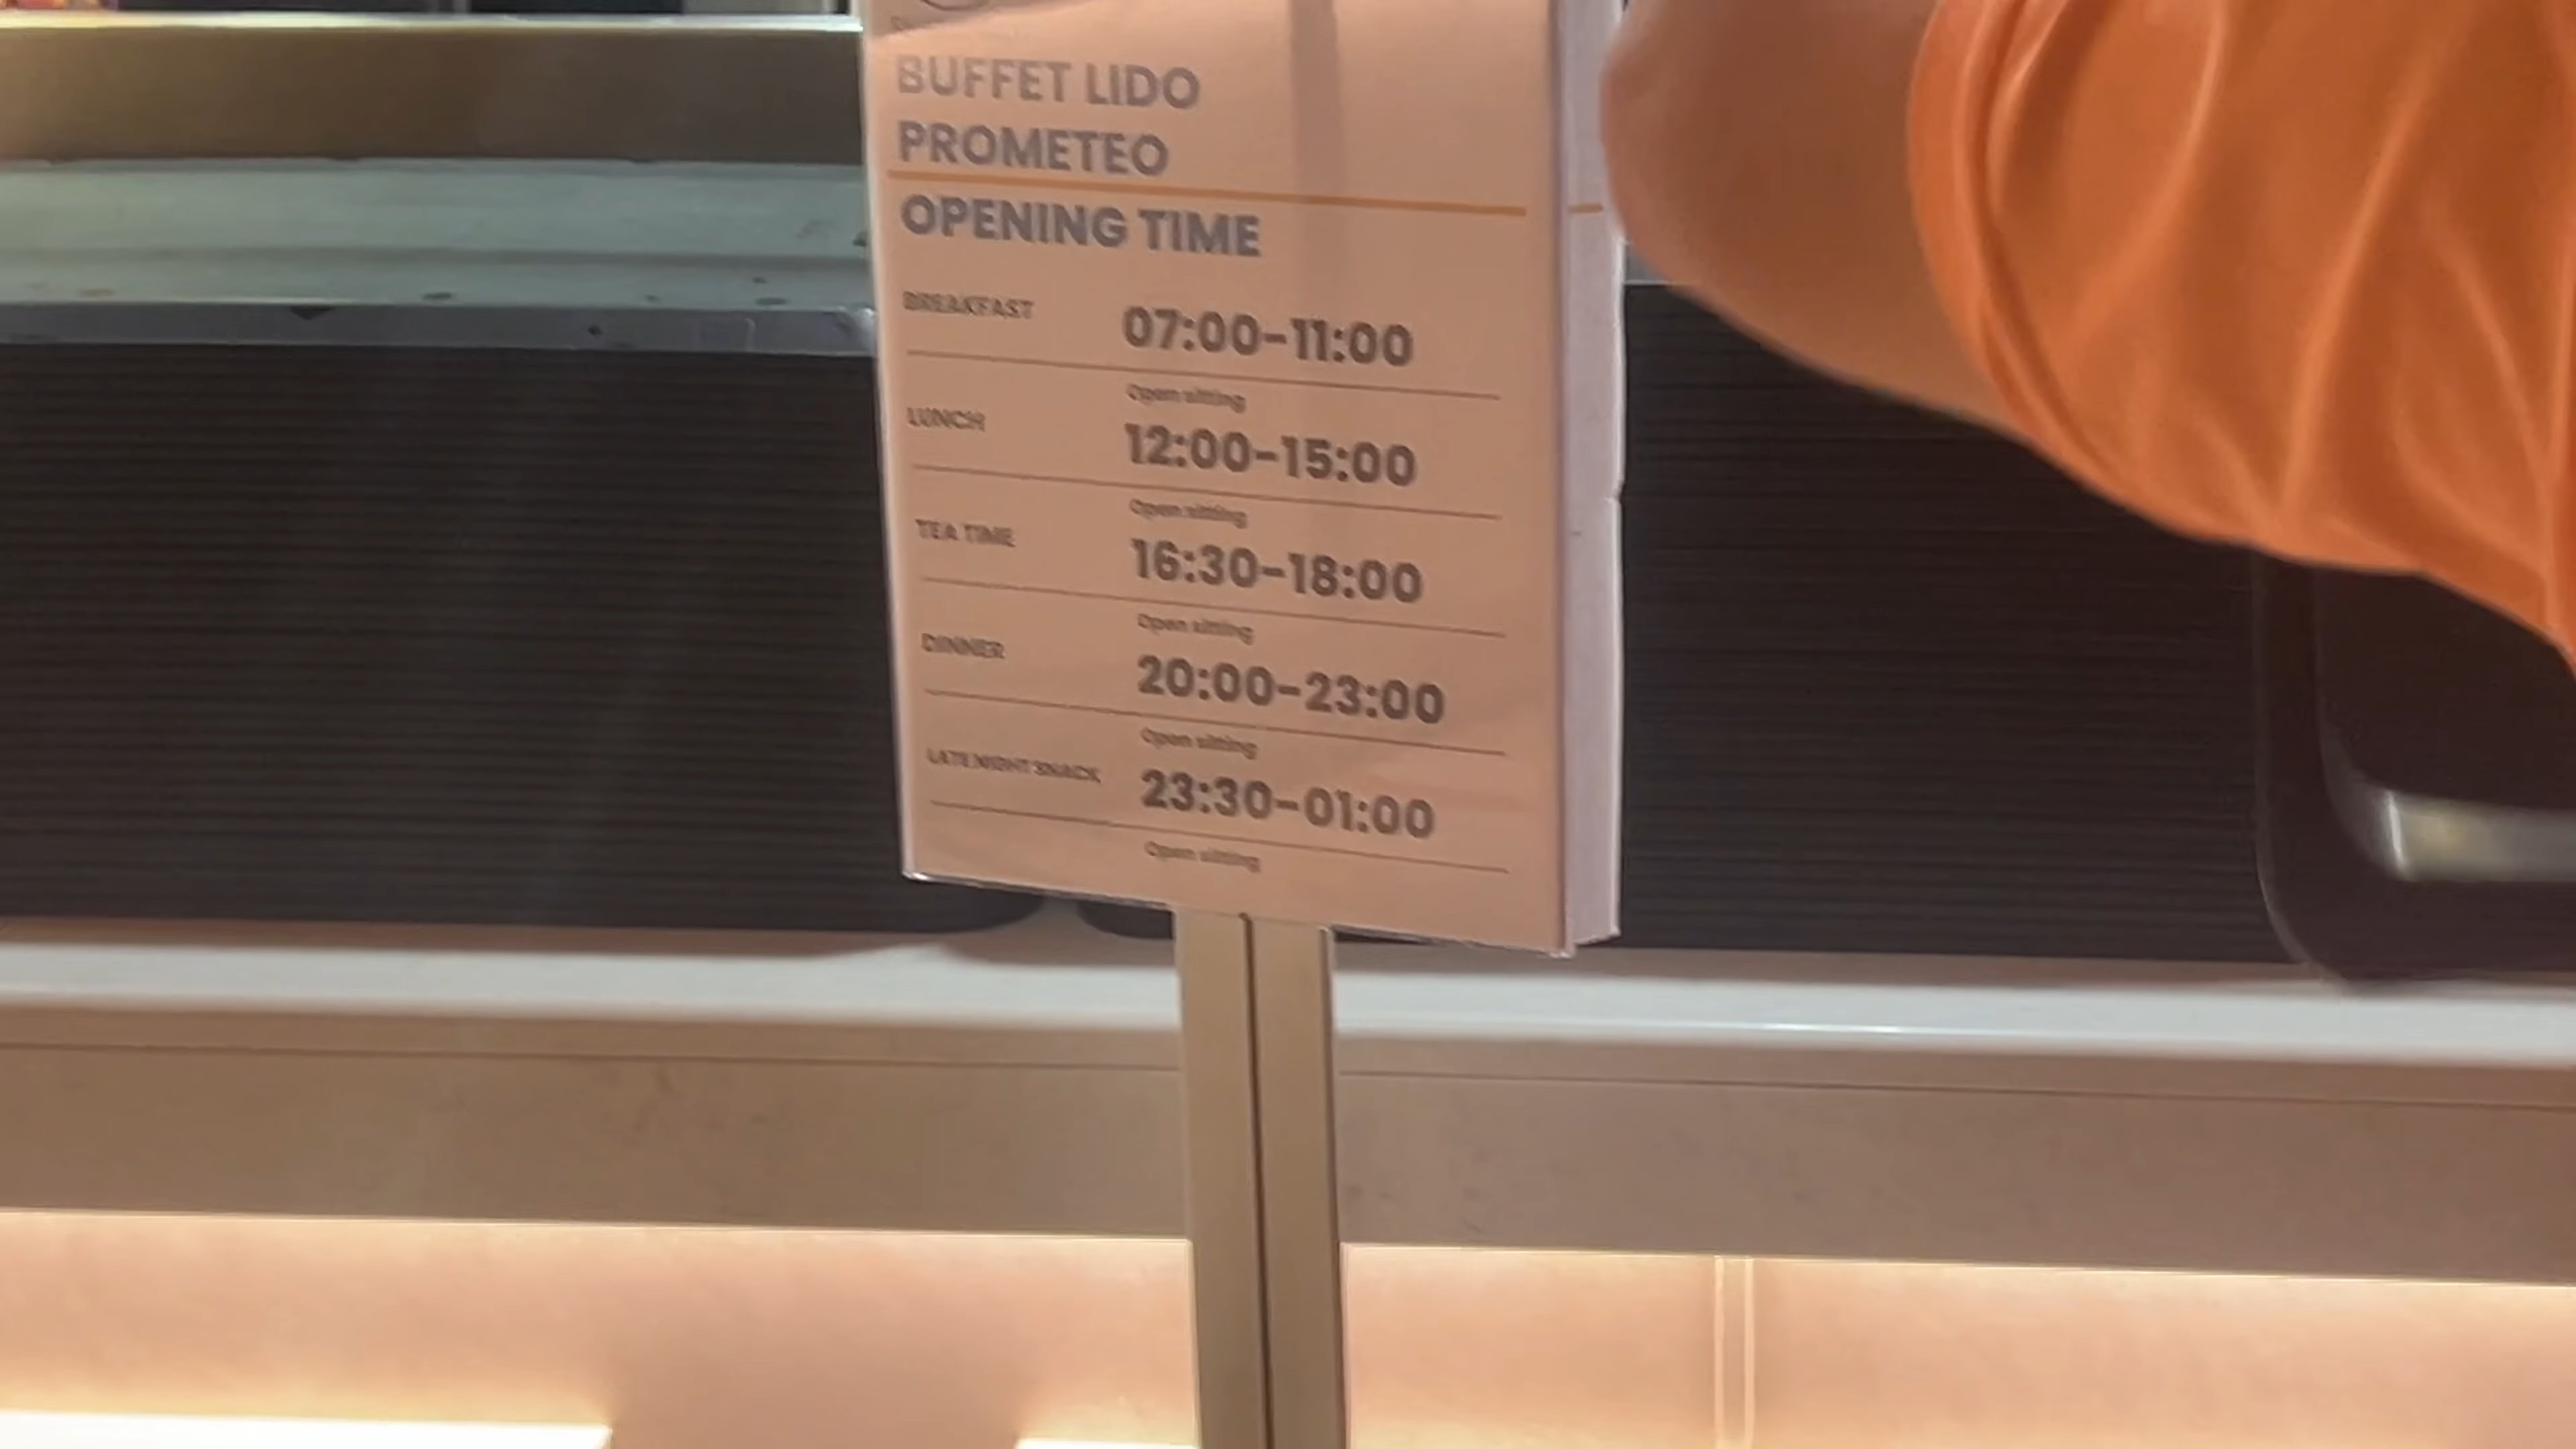 BUFFET LIDO
PROMETEO
OPENING TIME
BREAKFAST 07:00-11:00
Open sitting
LUNCH 12:00-15:00
Open sitting
TEA TIME 16:30-18:00
Open sitting
DINNER 20:00-23:00
Open sitting
LATE NIGHT SNACK 23:30-01:00
Open sitting